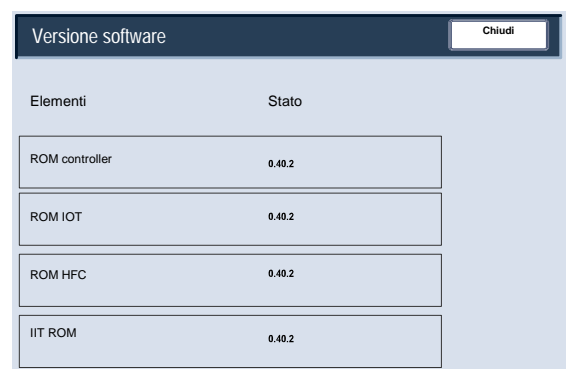 Versione software
Chiudi
Elementi Stato
ROM controller 0.40.2
ROM IOT 0.40.2
ROM HFC 0.40.2
IIT ROM 0.40.2